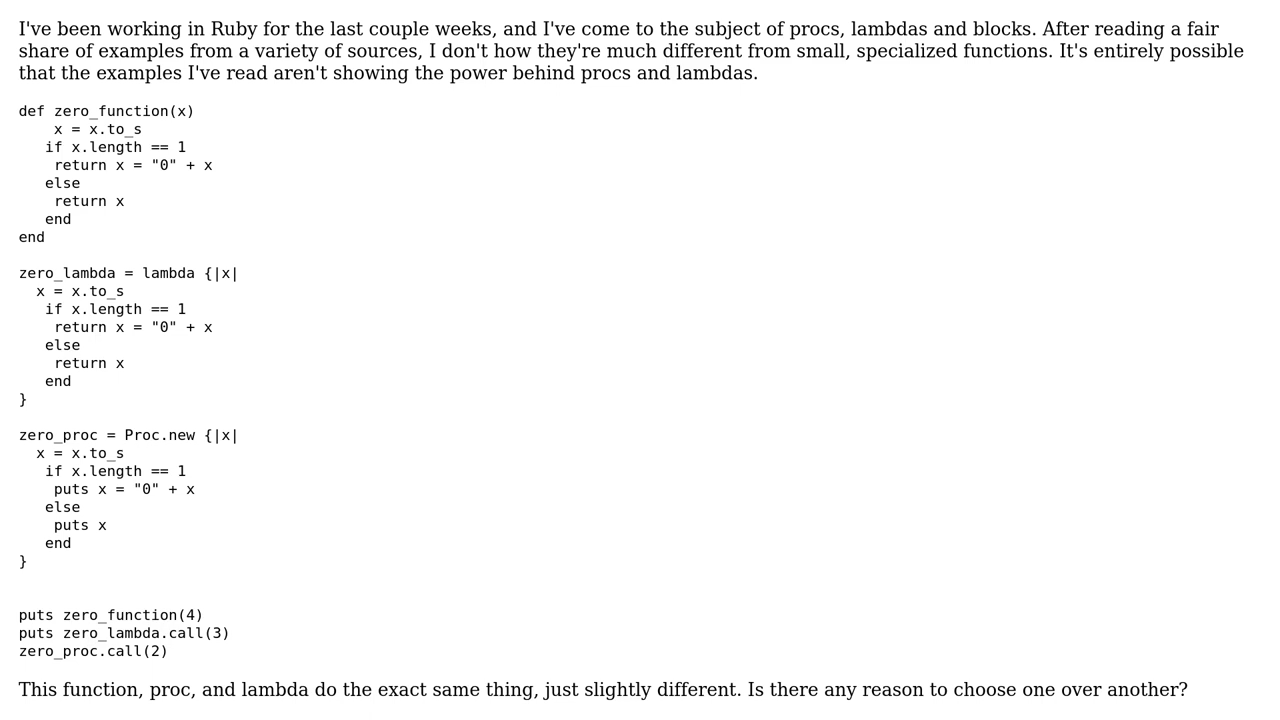 I've been working in Ruby for the last couple weeks, and I've come to the subject of procs, lambdas and blocks. After reading a fair
share of examples from a variety of sources, I don't how they're much different from small, specialized functions. It's entirely possible
that the examples I've read aren't showing the power behind procs and lambdas.
def zero_function(x)
    x = x.to_s
   if x.length == 1
    return x = "0" + x
   else
    return x
   end
end
zero_lambda = lambda {|x|
  x = x.to_s
   if x.length == 1
    return x = "0" + x
   else
    return x
   end
}
zero_proc = Proc.new {|x|
  x = x.to_s
   if x.length == 1
    puts x = "0" + x
   else
    puts x
   end
}
puts zero_function(4)
puts zero_lambda.call(3)
zero_proc.call(2)
This function, proc, and lambda do the exact same thing, just slightly different. Is there any reason to choose one over another?